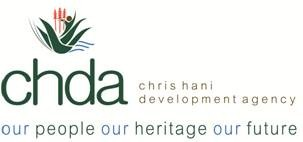 chda
chris hani
development agency
our people our heritage our future